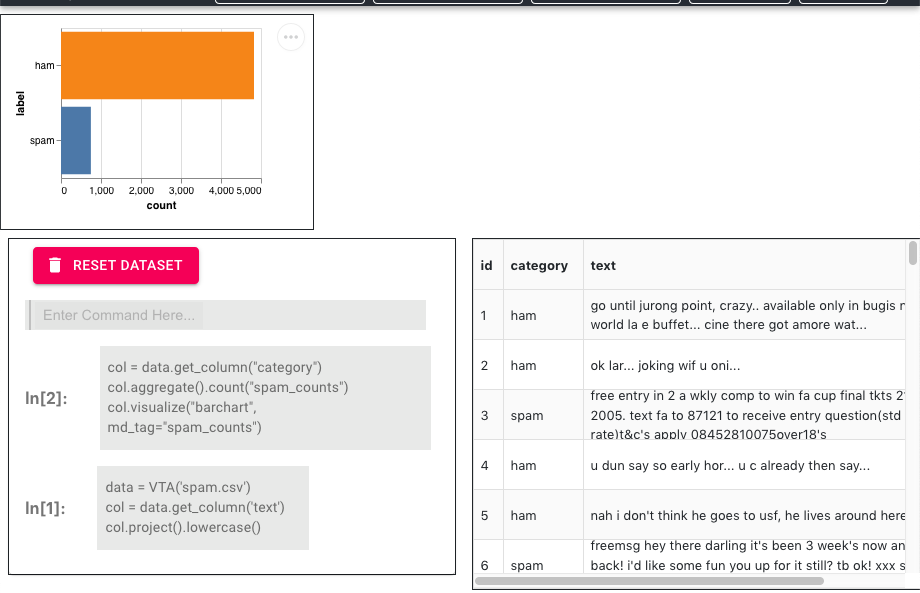 ham
spam
label
0 1,000 2,000 3,000 4,000 5,000
count
RESET DATASET
Enter Command Here...
In[2]:
col = data.get_column("category")
col.aggregate().count("spam_counts")
col.visualize("barchart",
md_tag="spam_counts")
In[1]:
data = VTA('spam.csv')
col = data.get_column('text')
col.project().lowercase()
id category text
1 ham go until jurong point, crazy.. available only in bugis
world la e buffet... cine there got amore wat...
2 ham ok lar... joking wif u oni...
3 spam free entry in 2 a wkly comp to win fa cup final tkts
2005. text fa to 87121 to receive entry question(std
rate)t&c's apply 08452810075over18's
4 ham u dun say so early hor... u c already then say...
5 ham nah i don't think he goes to usf, he lives around here
6 spam freemsg hey there darling it's been 3 week's now
back! i'd like some fun you up for it still? tb ok! xxx